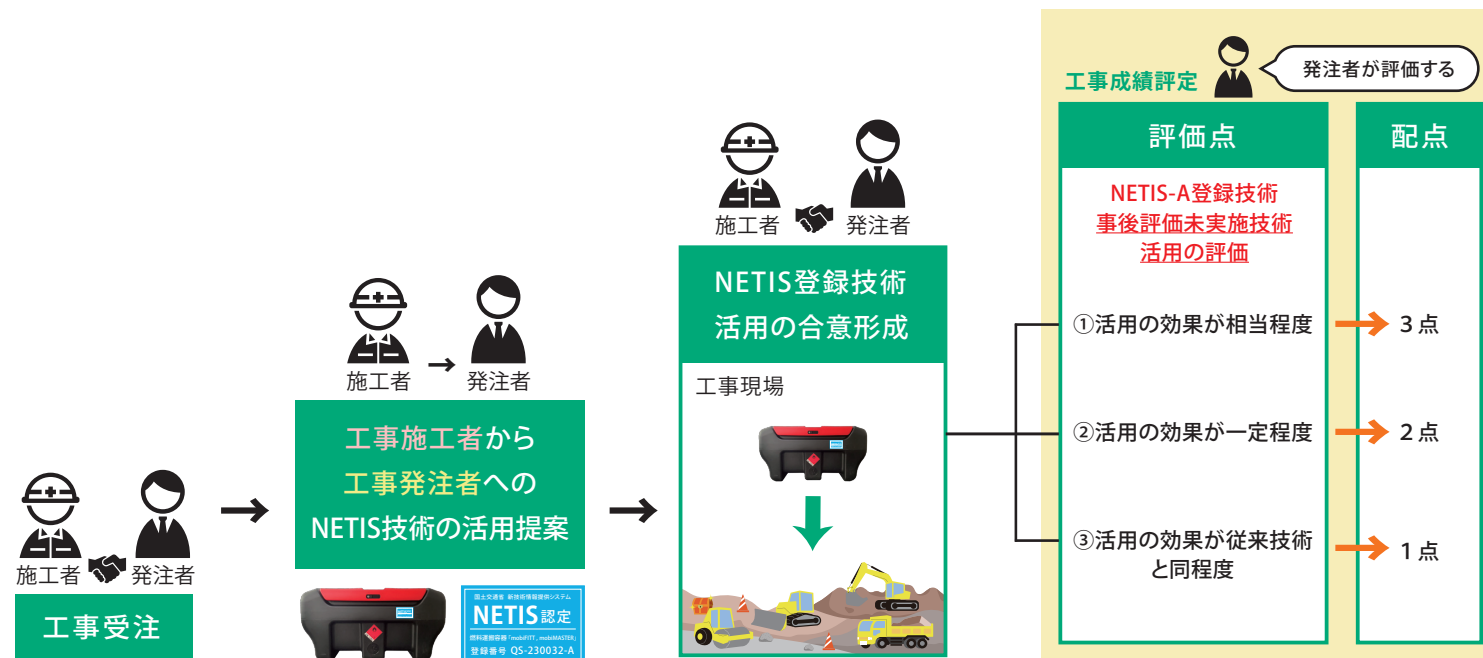 施工者
発注者
工事受注
施工者
発注者
工事施工者から
工事発注者への
NETIS技術の活用提案
国土交通省 新技術情報提供システム
NETIS認定
燃料運搬容器「mobiFITT , mobiMASTER」
登録番号 QS-230032-A
施工者
発注者
NETIS登録技術
活用の合意形成
工事現場
工事成績評定
発注者が評価する
評価点
配点
NETIS-A登録技術
事後評価未実施技術
活用の評価
①活用の効果が相当程度
3点
②活用の効果が一定程度
2点
③活用の効果が従来技術
と同程度
1点